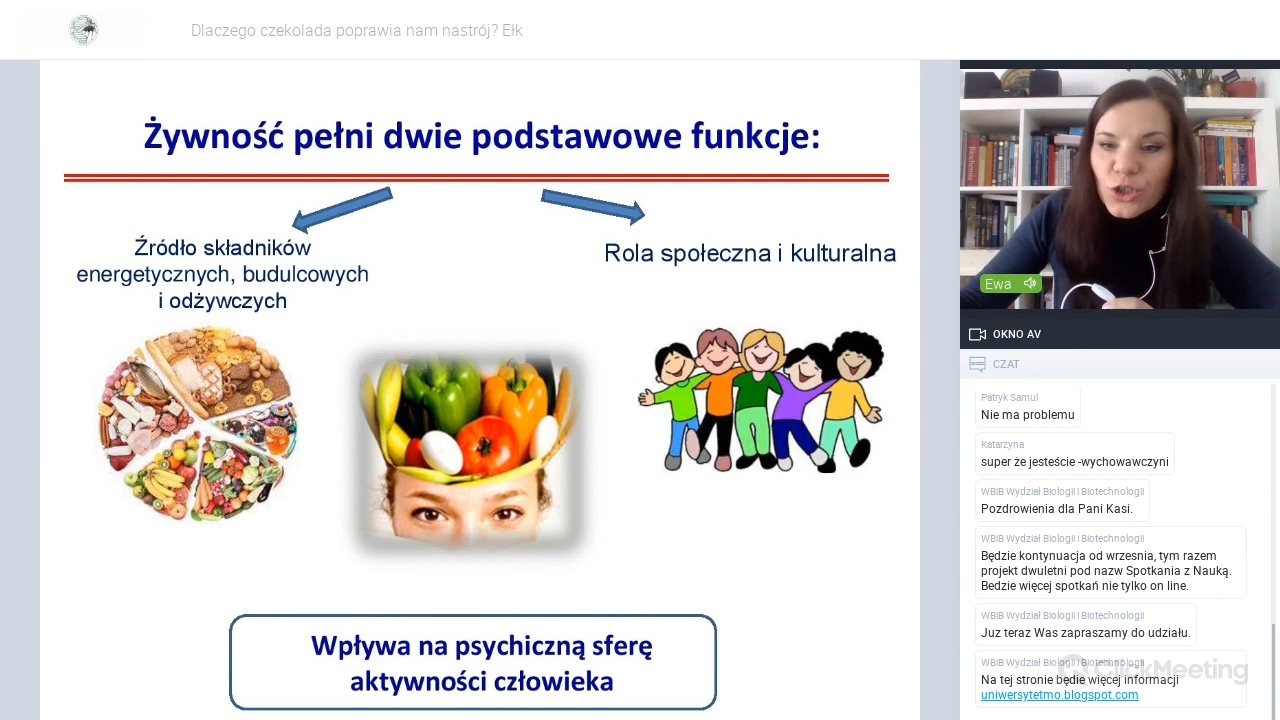 Dlaczego czekolada poprawia nam nastrój? Ełk
Żywność pełni dwie podstawowe funkcje:
Źródło składników
energetycznych, budulcowych
i odżywczych
Rola społeczna i kulturalna
Wpływa na psychiczną sferę
aktywności człowieka
Biochemia
Ewa
OKNO AV
CZAT
Patryk Samul
Nie ma problemu
Katarzyna
super że jesteście -wychowawczyni
WBiB Wydział Biologii i Biotechnologii
Pozdrowienia dla Pani Kasi.
WBiB Wydział Biologii i Biotechnologii
Będzie kontynuacja od wrzesnia, tym razem
projekt dwuletni pod nazw Spotkania z Nauką.
Bedzie więcej spotkań nie tylko on line.
WBiB Wydział Biologii i Biotechnologii
Juz teraz Was zapraszamy do udziału.
WBiB Wydział Biologii i Biotechnologii
Na tej stronie będie więcej informacji
uniwersytetmo.blogspot.com
ClickMeeting